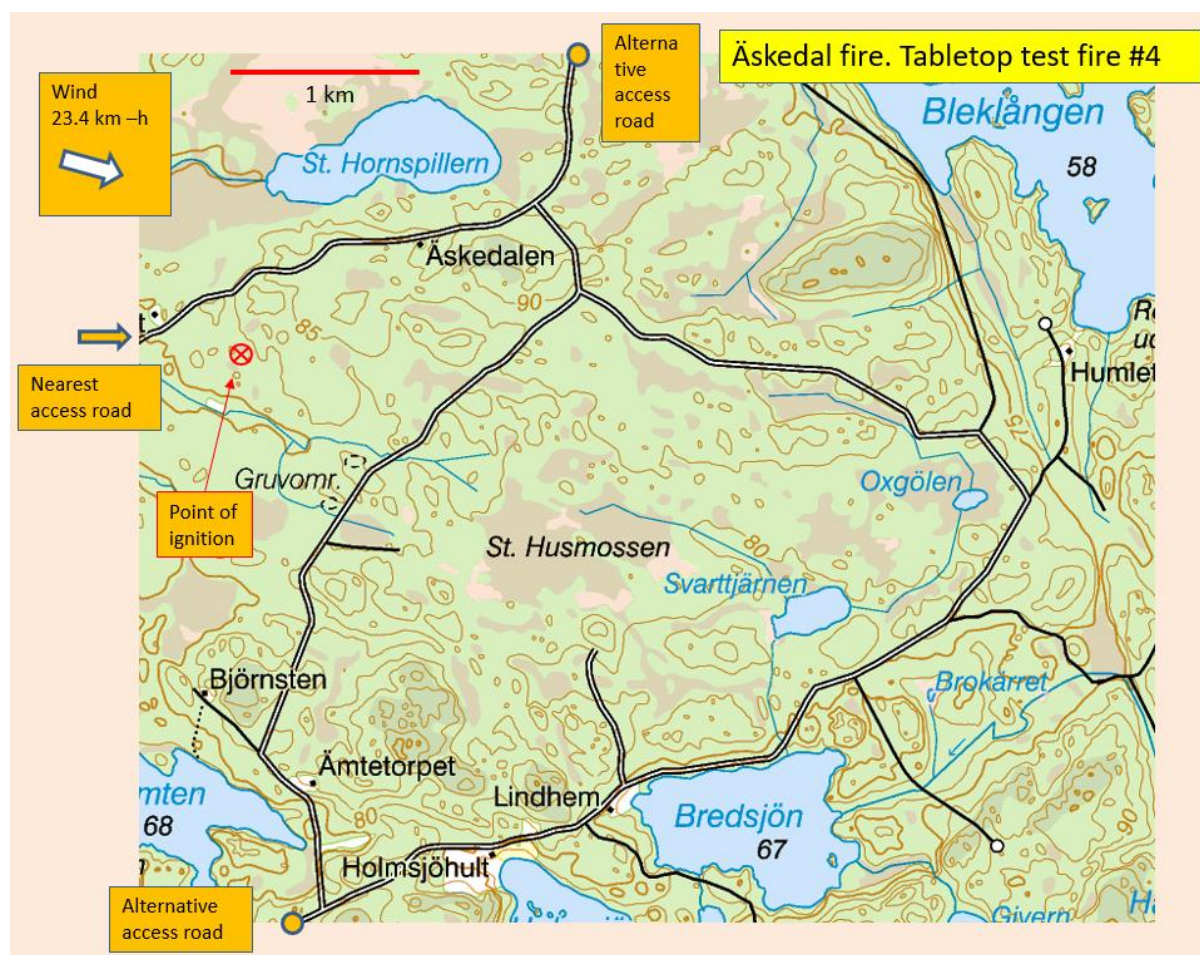 Äskedal fire. Tabletop test fire #4
Wind
23.4 km –h
1 km
Alterna
tive
access
road
Bleklången
58
St. Hornspillern
Äskedalen
90
85
t
Nearest
access road
Point of
ignition
Gruvomr.
Humlet
75
Oxgölen
St. Husmossen
80
Svarttjärnen
Björnsten
Brokärret
Ämtetorpet
mten
68
80
Lindhem
Bredsjön
67
90
Holmsjöhult
Alternative
access road
Givern